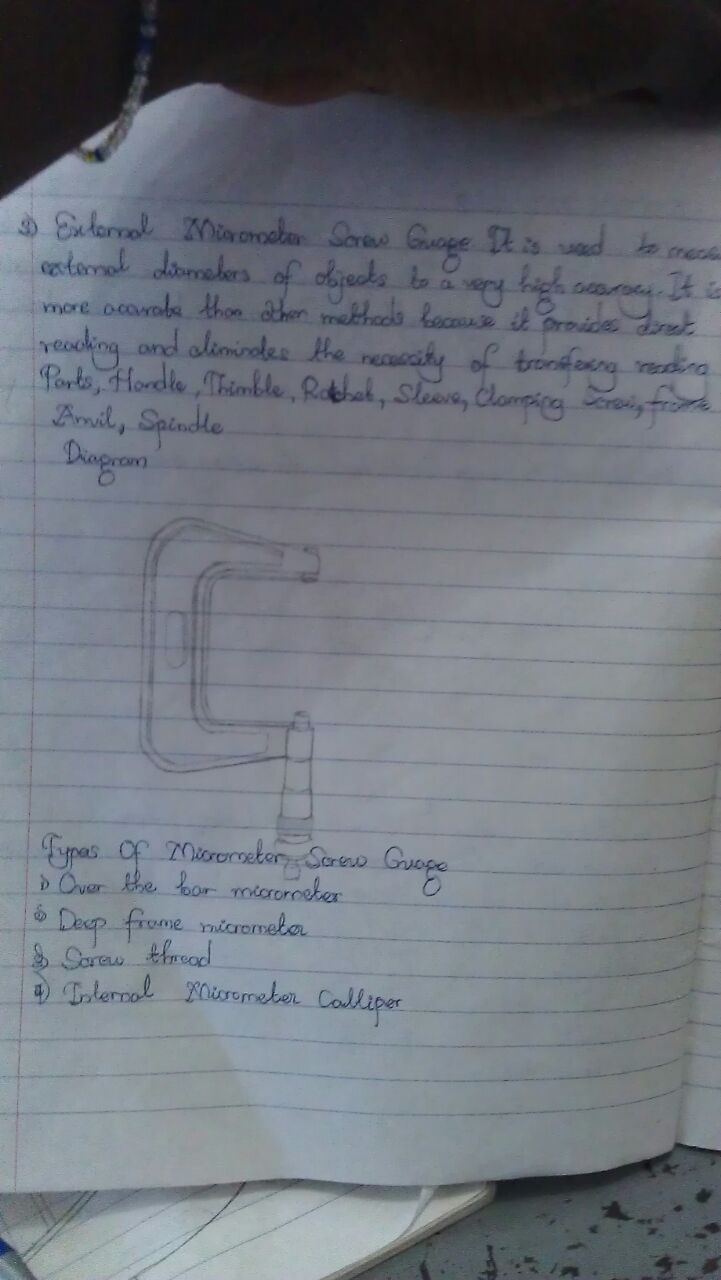 3) External Micrometer Screw Guage. It is used to
external diameters of objects to a very high accuracy. It is
more accurate than other methods because it provides direct
reading and eliminates the necessity of transfering reading
Parts, Handle, Thimble, Ratchet, Sleeve, Clamping Screw, frame
Anvil, Spindle
Diagram
Types Of Micrometer Screw Guage
1) Over the bar micrometer
2) Deep frame micrometer
3) Screw thread
4) Internal Micrometer Calliper